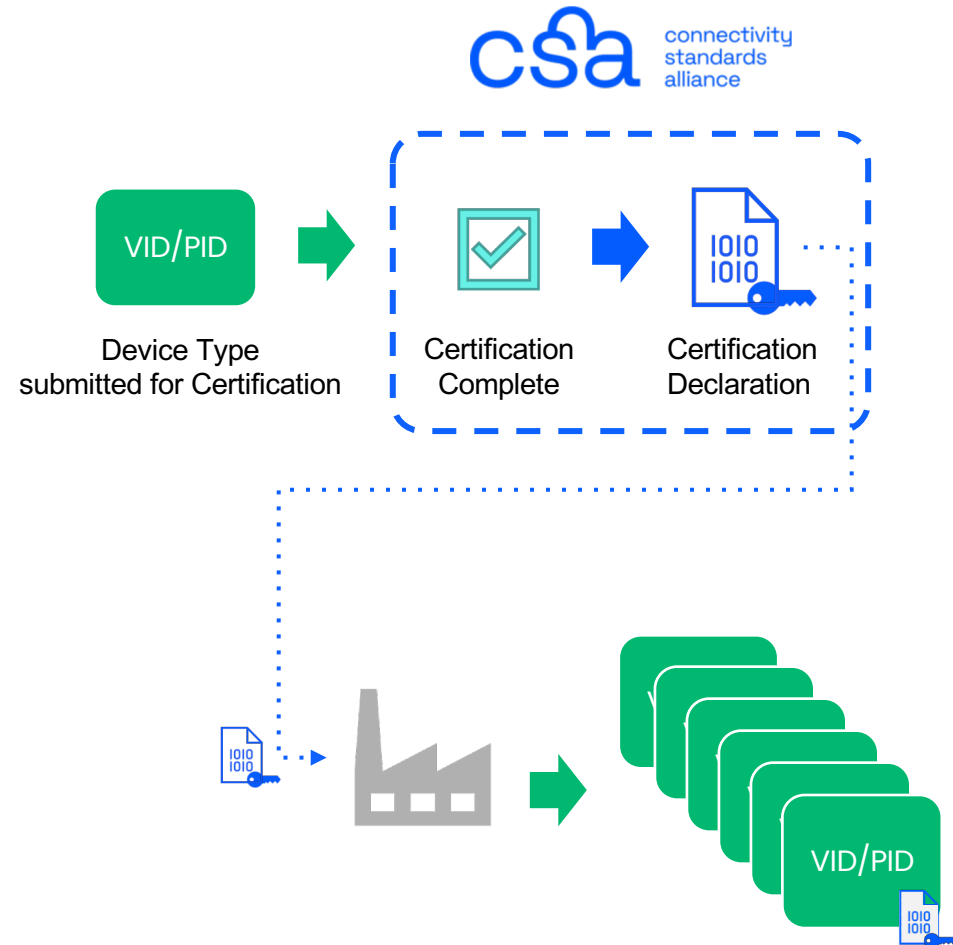 csa
connectivity
standards
alliance
VID/PID
1010
1010
Device Type
submitted for Certification
Certification
Complete
Certification
Declaration
1010
1010
VID/PID
1010
1010